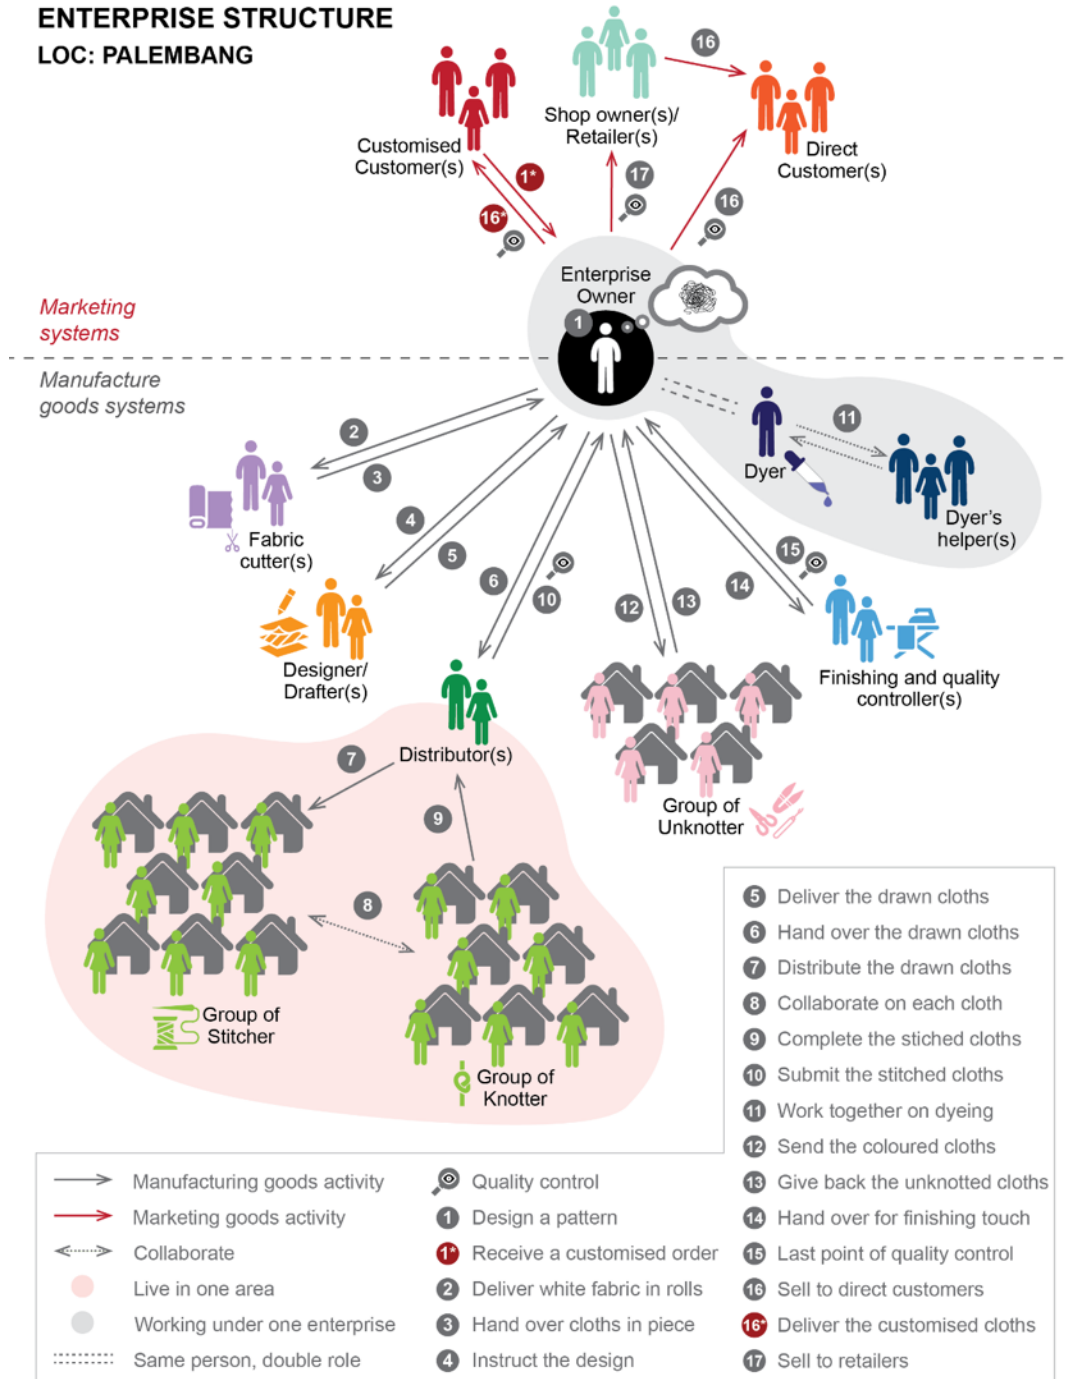 ENTERPRISE STRUCTURE
LOC: PALEMBANG
16
Shop owner(s)/
Retailer(s)
Customised
Customer(s)
Direct
Customer(s)
1*
17
16
16*
Enterprise
Owner
1
Marketing
systems
Manufacture
goods systems
2
3
11
Dyer
Dyer's
helper(s)
Fabric
cutter(s)
4
5
6
10
15
14
12
13
Designer/
Drafter(s)
Finishing and quality
controller(s)
Distributor(s)
7
9
Group of
Unknotter
8
Group of
Stitcher
Group of
Knotter
Manufacturing goods activity
Marketing goods activity
Collaborate
Live in one area
Working under one enterprise
Same person, double role
Quality control
1 Design a pattern
1* Receive a customised order
2 Deliver white fabric in rolls
3 Hand over cloths in piece
4 Instruct the design
5 Deliver the drawn cloths
6 Hand over the drawn cloths
7 Distribute the drawn cloths
8 Collaborate on each cloth
9 Complete the stiched cloths
10 Submit the stitched cloths
11 Work together on dyeing
12 Send the coloured cloths
13 Give back the unknotted cloths
14 Hand over for finishing touch
15 Last point of quality control
16 Sell to direct customers
16* Deliver the customised cloths
17 Sell to retailers